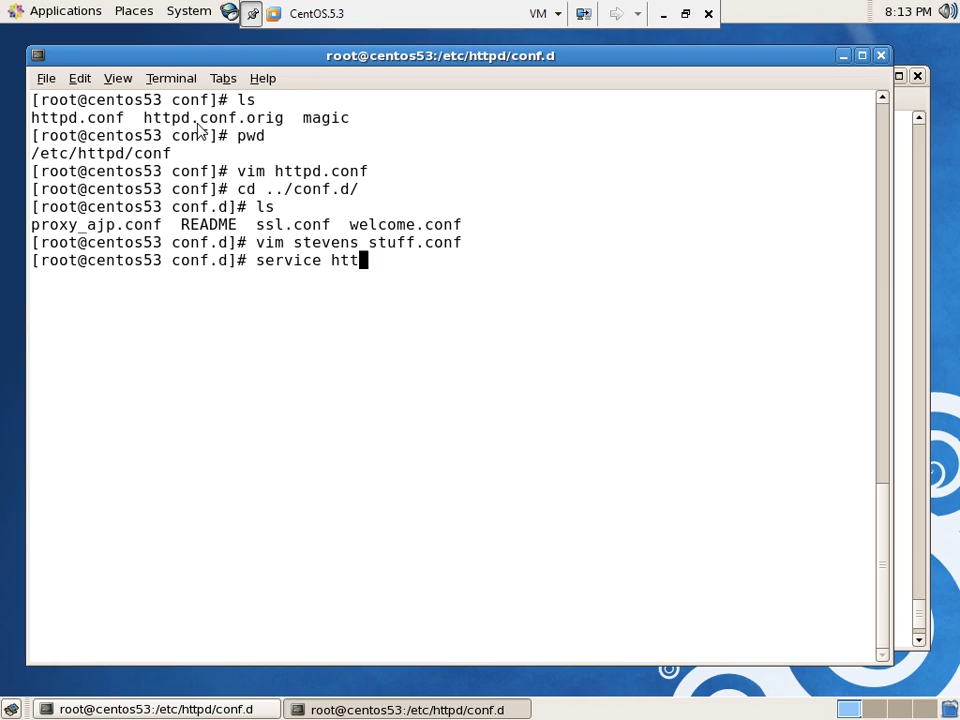 Applications Places System CentOS.5.3 VM 8:13 PM
root@centos53:/etc/httpd/conf.d
File Edit View Terminal Tabs Help
[root@centos53 conf]# ls
httpd.conf httpd.conf.orig magic
[root@centos53 conf]# pwd
/etc/httpd/conf
[root@centos53 conf]# vim httpd.conf
[root@centos53 conf]# cd ../conf.d/
[root@centos53 conf.d]# ls
proxy_ajp.conf README ssl.conf welcome.conf
[root@centos53 conf.d]# vim stevens_stuff.conf
[root@centos53 conf.d]# service htt
root@centos53:/etc/httpd/conf.d root@centos53:/etc/httpd/conf.d